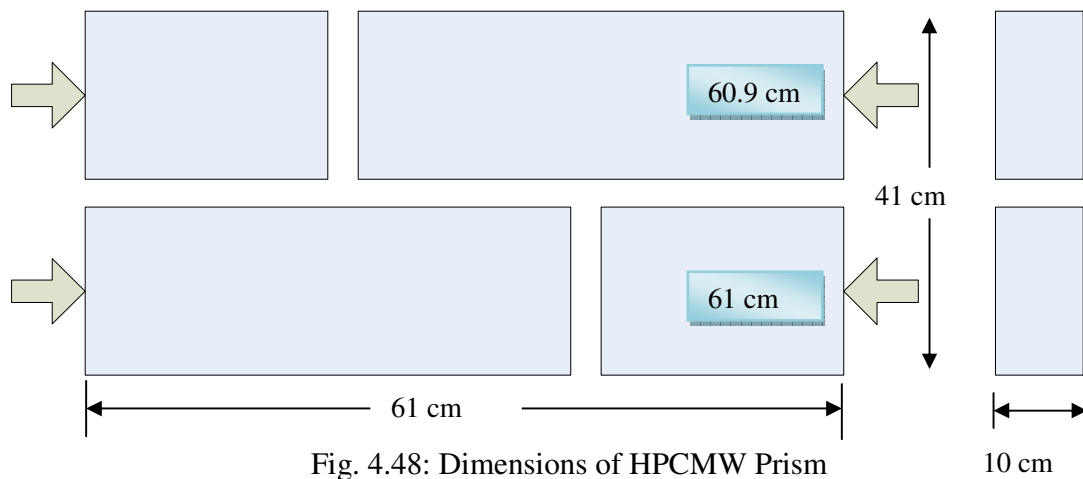 60.9 cm
41 cm
61 cm
61 cm
Fig. 4.48: Dimensions of HPCMW Prism
10 cm